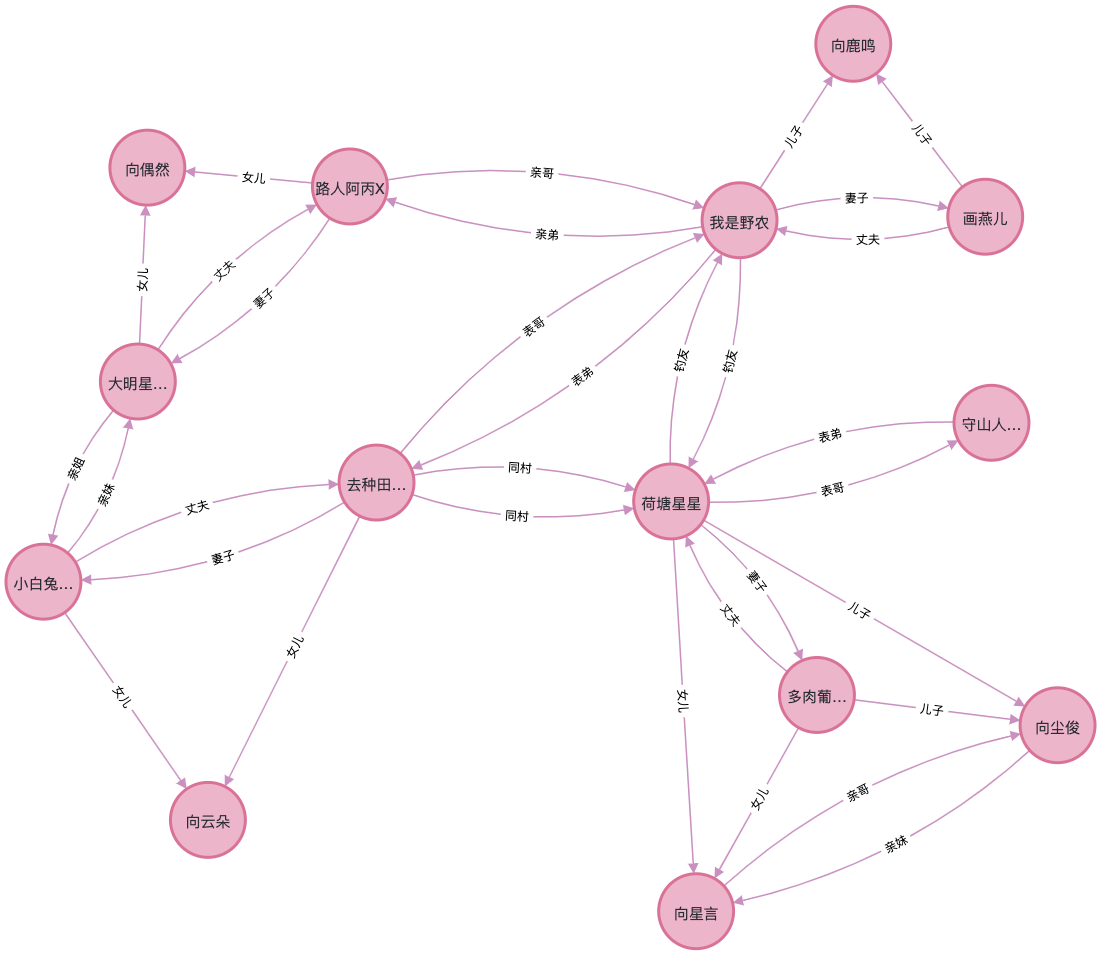 向鹿鸣
儿子
儿子
向偶然
女儿
路人阿丙X
亲哥
我是野农
妻子
画燕儿
亲弟
丈夫
女儿
丈夫
妻子
表哥
钓友
钓友
表弟
大明星...
守山人...
表弟
亲姐
亲妹
去种田...
同村
同村
荷塘星星
表哥
丈夫
妻子
小白兔...
妻子
丈夫
儿子
女儿
女儿
女儿
多肉葡...
儿子
向尘俊
向云朵
女儿
亲哥
亲妹
向星言